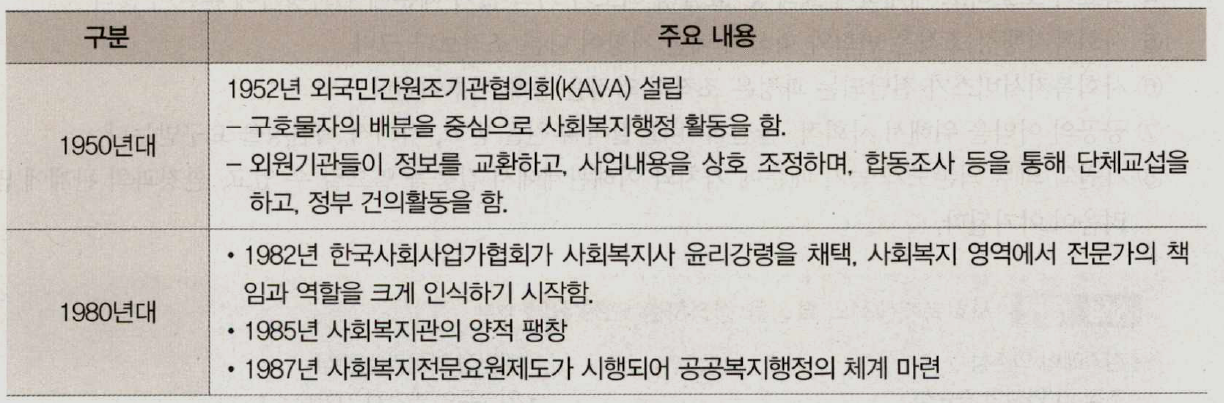 구분 주요 내용
1950년대
1952년 외국민간원조기관협의회(KAVA) 설립
– 구호물자의 배분을 중심으로 사회복지행정 활동을 함.
– 외원기관들이 정보를 교환하고, 사업내용을 상호 조정하며, 합동조사 등을 통해 단체교섭을
하고, 정부 건의활동을 함.
1980년대
• 1982년 한국사회사업가협회가 사회복지사 윤리강령을 채택, 사회복지 영역에서 전문가의 책
임과 역할을 크게 인식하기 시작함.
• 1985년 사회복지관의 양적 팽창
• 1987년 사회복지전문요원제도가 시행되어 공공복지행정의 체계 마련